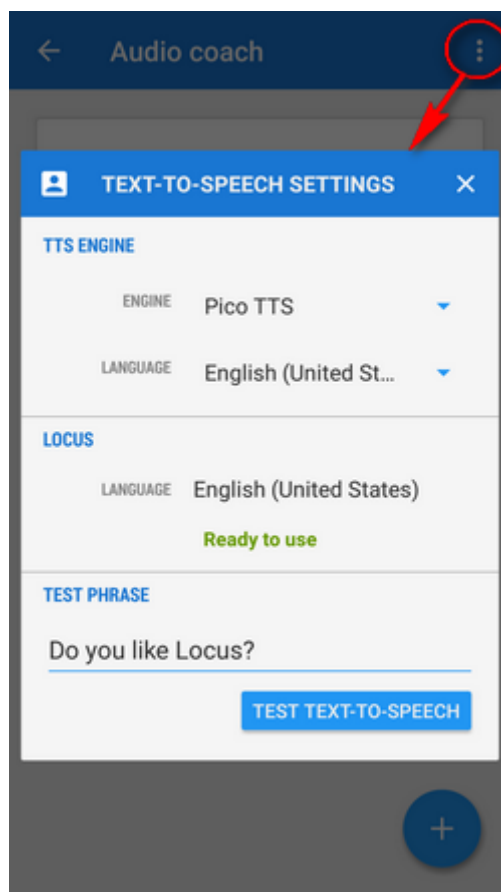 Audio coach
TEXT-TO-SPEECH SETTINGS
TTS ENGINE
ENGINE Pico TTS
LANGUAGE English (United St...
LOCUS
LANGUAGE English (United States)
Ready to use
TEST PHRASE
Do you like Locus?
TEST TEXT-TO-SPEECH